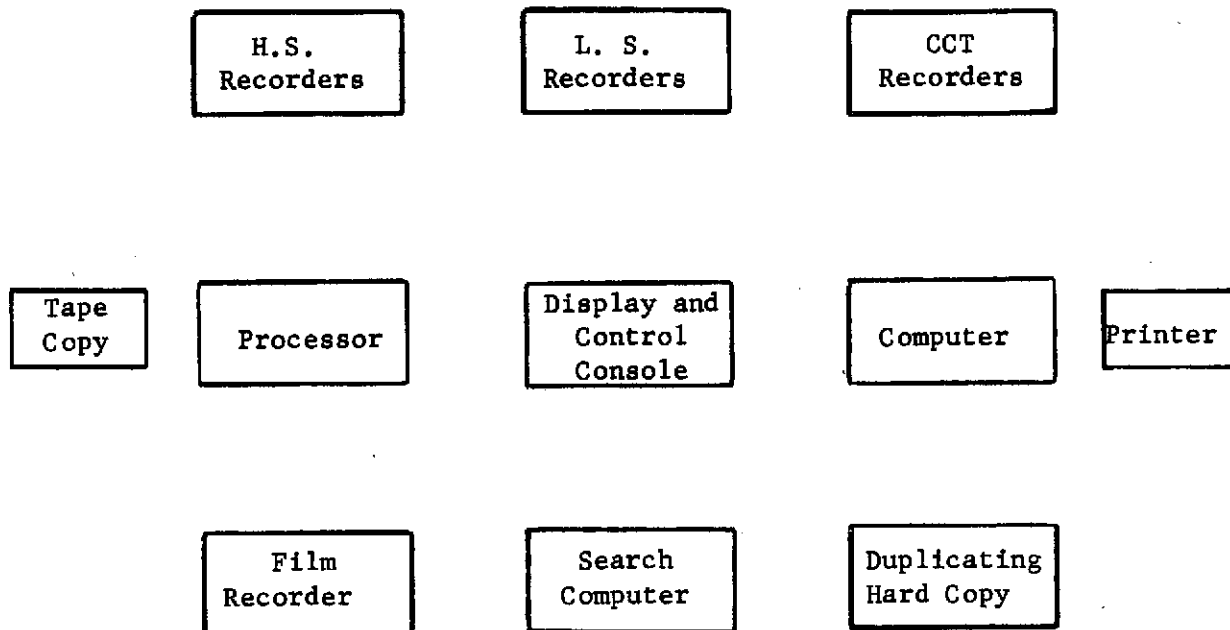 H.S.
Recorders
L. S.
Recorders
CCT
Recorders
Tape
Copy
Processor
Display and
Control
Console
Computer
Printer
Film
Recorder
Search
Computer
Duplicating
Hard Copy